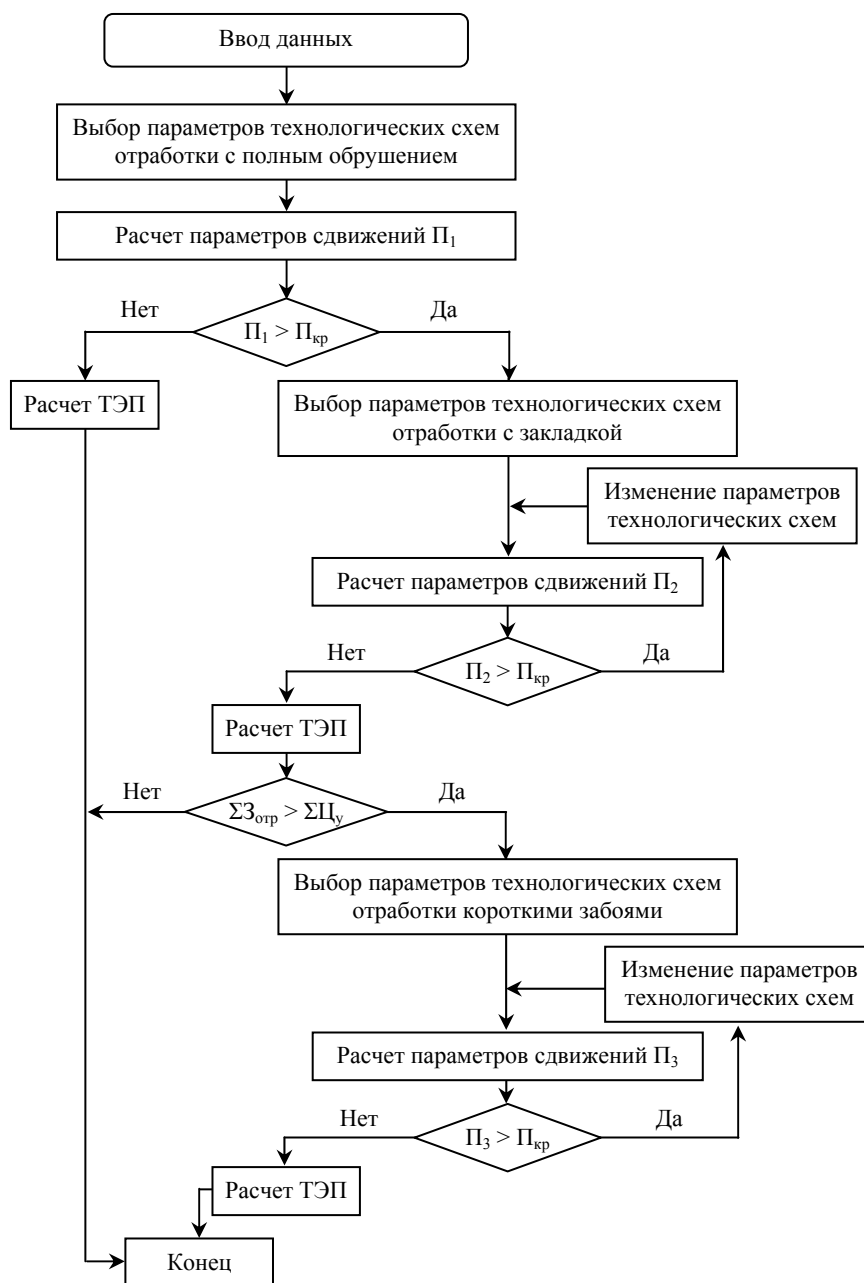 Ввод данных
Выбор параметров технологических схем
отработки с полным обрушением
Расчет параметров сдвижений П₁
Нет
Да
П₁ > Пкр
Расчет ТЭП
Выбор параметров технологических схем
отработки с закладкой
Изменение параметров
технологических схем
Расчет параметров сдвижений П₂
Нет
Да
П₂ > Пкр
Расчет ТЭП
Нет
Да
ΣЗотр > ΣЦу
Выбор параметров технологических схем
отработки короткими забоями
Изменение параметров
технологических схем
Расчет параметров сдвижений П₃
Нет
Да
П₃ > Пкр
Расчет ТЭП
Конец